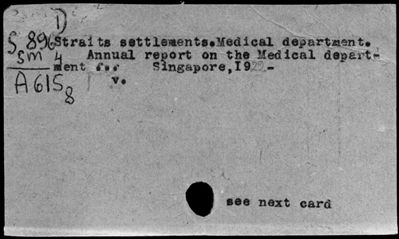 D
S 896 Straits settlements.Medical department.
SM 4 Annual report on the Medical depart-
A615 ment ... Singapore,1922-
8 v.
see next card